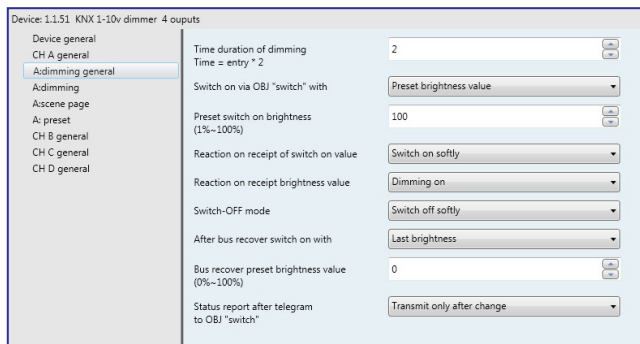 Device: 1.1.51 KNX 1-10v dimmer 4 ouputs
Device general
CH A general
A:dimming general
A:dimming
A:scene page
A: preset
CH B general
CH C general
CH D general
Time duration of dimming
Time = entry * 2
2
Switch on via OBJ "switch" with
Preset brightness value
Preset switch on brightness
(1%~100%)
100
Reaction on receipt of switch on value
Switch on softly
Reaction on receipt brightness value
Dimming on
Switch-OFF mode
Switch off softly
After bus recover switch on with
Last brightness
Bus recover preset brightness value
(0%~100%)
0
Status report after telegram
to OBJ "switch"
Transmit only after change